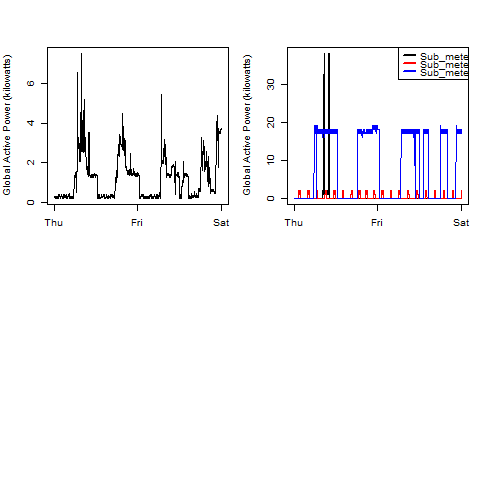 Global Active Power (kilowatts)
6
4
2
0
Thu
Fri
Sat
Global Active Power (kilowatts)
30
20
10
0
Thu
Fri
Sat
Sub_mete
Sub_mete
Sub_mete